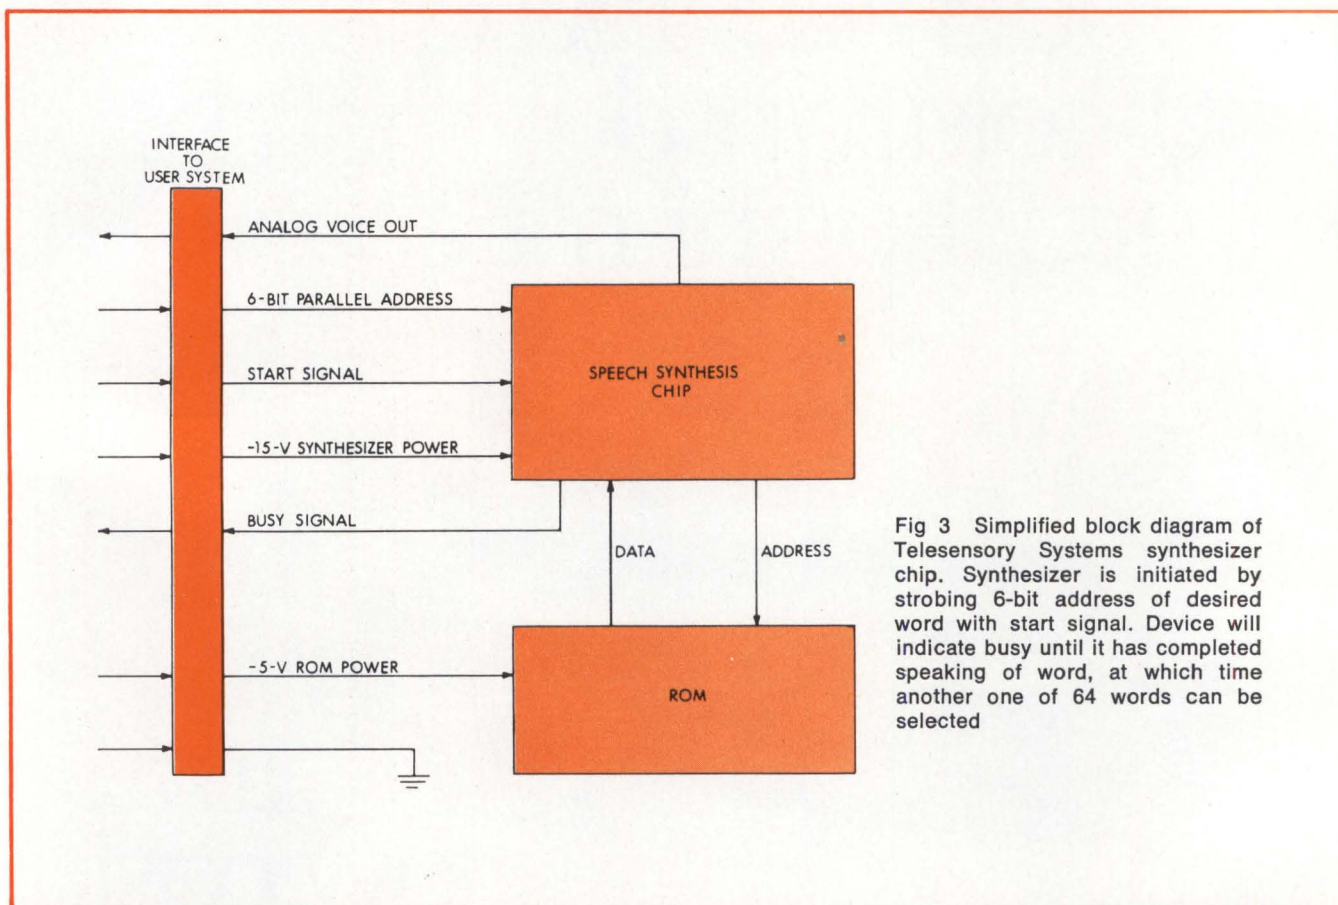 INTERFACE
TO
USER SYSTEM
ANALOG VOICE OUT
6-BIT PARALLEL ADDRESS
START SIGNAL
SPEECH SYNTHESIS
CHIP
-15-V SYNTHESIZER POWER
BUSY SIGNAL
DATA
ADDRESS
-5-V ROM POWER
ROM
Fig 3 Simplified block diagram of
Telesensory Systems synthesizer
chip. Synthesizer is initiated by
strobing 6-bit address of desired
word with start signal. Device will
indicate busy until it has completed
speaking of word, at which time
another one of 64 words can be
selected